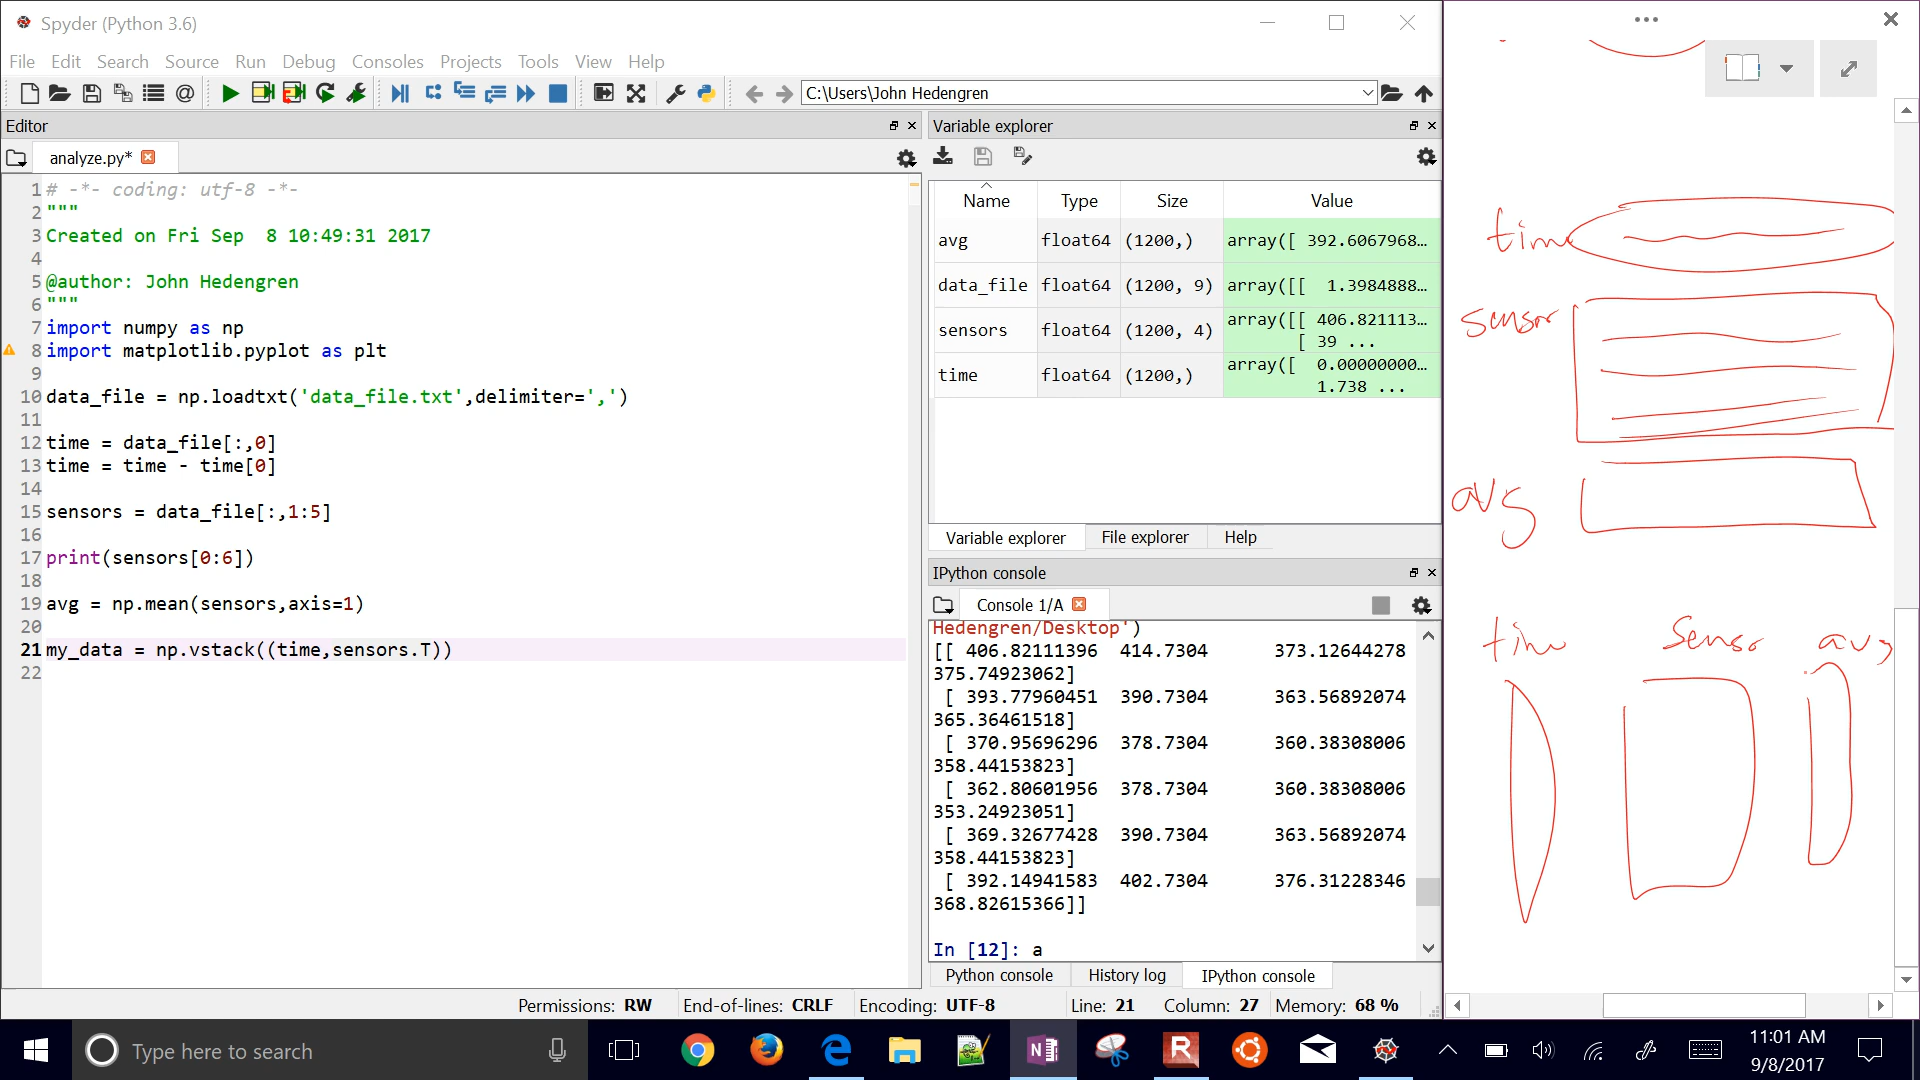 Spyder (Python 3.6)
File Edit Search Source Run Debug Consoles Projects Tools View Help
C:\Users\John Hedengren
Editor
analyze.py*
1 # -*- coding: utf-8 -*-
2 """
3 Created on Fri Sep  8 10:49:31 2017
4
5 @author: John Hedengren
6 """
7 import numpy as np
8 import matplotlib.pyplot as plt
9
10 data_file = np.loadtxt('data_file.txt',delimiter=',')
11
12 time = data_file[:,0]
13 time = time - time[0]
14
15 sensors = data_file[:,1:5]
16
17 print(sensors[0:6])
18
19 avg = np.mean(sensors,axis=1)
20
21 my_data = np.vstack((time,sensors.T))
22
Variable explorer
Name Type Size Value
avg float64 (1200,) array([ 392.6067968...
data_file float64 (1200, 9) array([[ 1.3984888...
sensors float64 (1200, 4) array([[ 406.821113...
[ 39 ...
time float64 (1200,) array([ 0.00000000...
1.738 ...
Variable explorer File explorer Help
IPython console
Console 1/A
Hedengren/Desktop')
[[ 406.82111396 414.7304 373.12644278
375.74923062]
[ 393.77960451 390.7304 363.56892074
365.36461518]
[ 370.95696296 378.7304 360.38308006
358.44153823]
[ 362.80601956 378.7304 360.38308006
353.24923051]
[ 369.32677428 390.7304 363.56892074
358.44153823]
[ 392.14941583 402.7304 376.31228346
368.82615366]]
In [12]: a
Python console History log IPython console
Permissions: RW End-of-lines: CRLF Encoding: UTF-8 Line: 21 Column: 27 Memory: 68 %
time
sensor
avg
time sensor avg
Type here to search
11:01 AM
9/8/2017